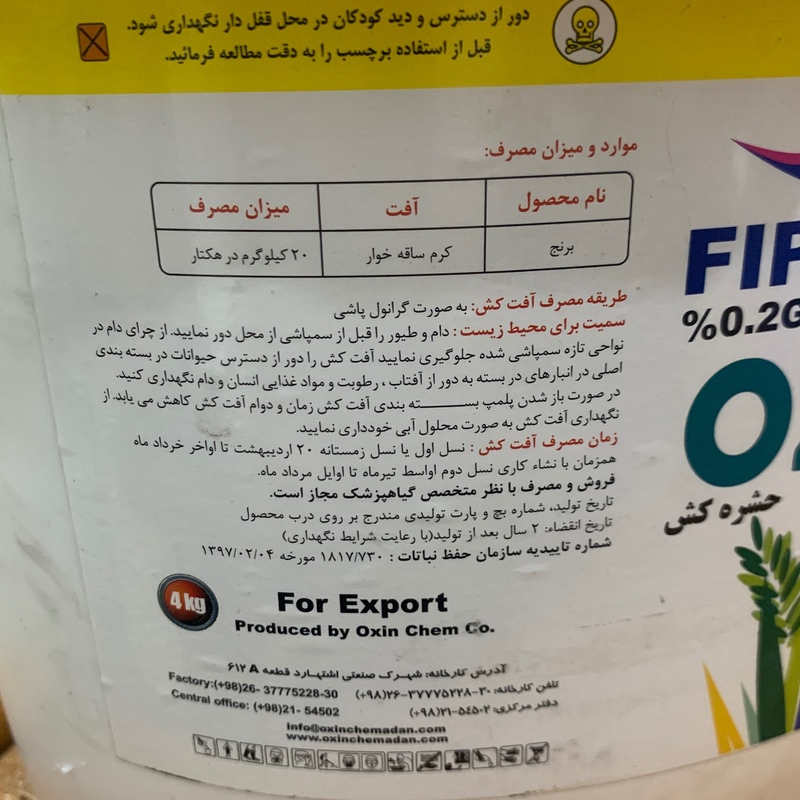 دور از دسترس و دید کودکان در محل قفل دار نگهداری شود.
قبل از استفاده برچسب را به دقت مطالعه فرمائید.
موارد و میزان مصرف:
نام محصول آفت میزان مصرف
برنج کرم ساقه خوار ۲۰ کیلوگرم در هکتار
طریقه مصرف آفت کش: به صورت گرانول پاشی
سمیت برای محیط زیست: دام و طیور را قبل از سمپاشی از محل دور نمایید. از چرای دام در
نواحی تازه سمپاشی شده جلوگیری نمایید آفت کش را دور از دسترس حیوانات در بسته بندی
اصلی در انبارهای در بسته به دور از آفتاب ، رطوبت و مواد غذایی انسان و دام نگهداری کنید.
در صورت باز شدن پلمپ بســـــته بندی آفت کش زمان و دوام آفت کش کاهش می یابد. از
نگهداری آفت کش به صورت محلول آبی خودداری نمایید.
زمان مصرف آفت کش : نسل اول یا نسل زمستانه ۲۰ اردیبهشت تا اواخر خرداد ماه
همزمان با نشاء کاری نسل دوم اواسط تیرماه تا اوایل مرداد ماه.
فروش و مصرف با نظر متخصص گیاهپزشک مجاز است.
تاریخ تولید، شماره بچ و پارت تولیدی مندرج بر روی درب محصول
تاریخ انقضاء: ۲ سال بعد از تولید(با رعایت شرایط نگهداری)
شماره تاییدیه سازمان حفظ نباتات : ۱۸۱۷/۷۳۰ مورخه ۱۳۹۷/۰۲/۰۴
4 kg
For Export
Produced by Oxin Chem Co.
آدرس کارخانه: شهرک صنعتی اشتهارد قطعه ۶۱۲ A
تلفن کارخانه: ۳۰-۳۷۷۷۵۲۲۸-۲۶(۹۸+)
Factory:(+98)26- 37775228-30
دفتر مرکزی: ۵۴۵۰۲-۲۱(۹۸+)
Central office: (+98)21- 54502
info@oxinchemadan.com
www.oxinchemadan.com
%0.2G
حشره کش